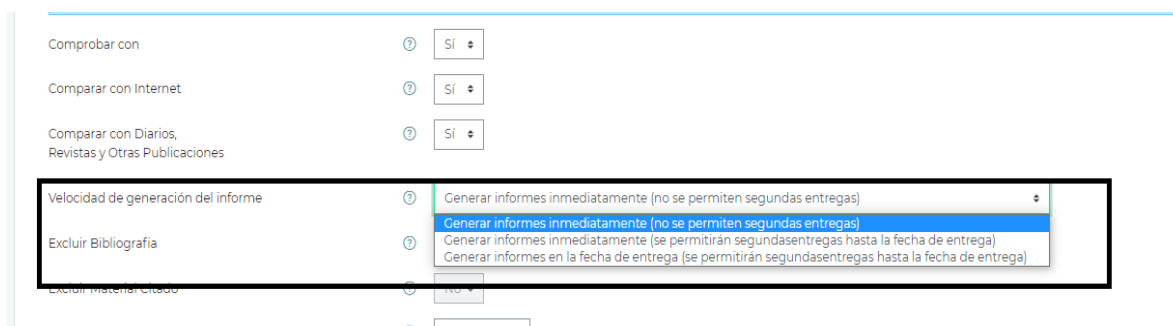 Comprobar con
Sí
Comparar con Internet
Sí
Comparar con Diarios,
Revistas y Otras Publicaciones
Sí
Velocidad de generación del informe
Generar informes inmediatamente (no se permiten segundas entregas)
Generar informes inmediatamente (no se permiten segundas entregas)
Excluir Bibliografía
Generar informes inmediatamente (se permitirán segundasentregas hasta la fecha de entrega)
Generar informes en la fecha de entrega (se permitirán segundasentregas hasta la fecha de entrega)
Excluir Material Citado
No